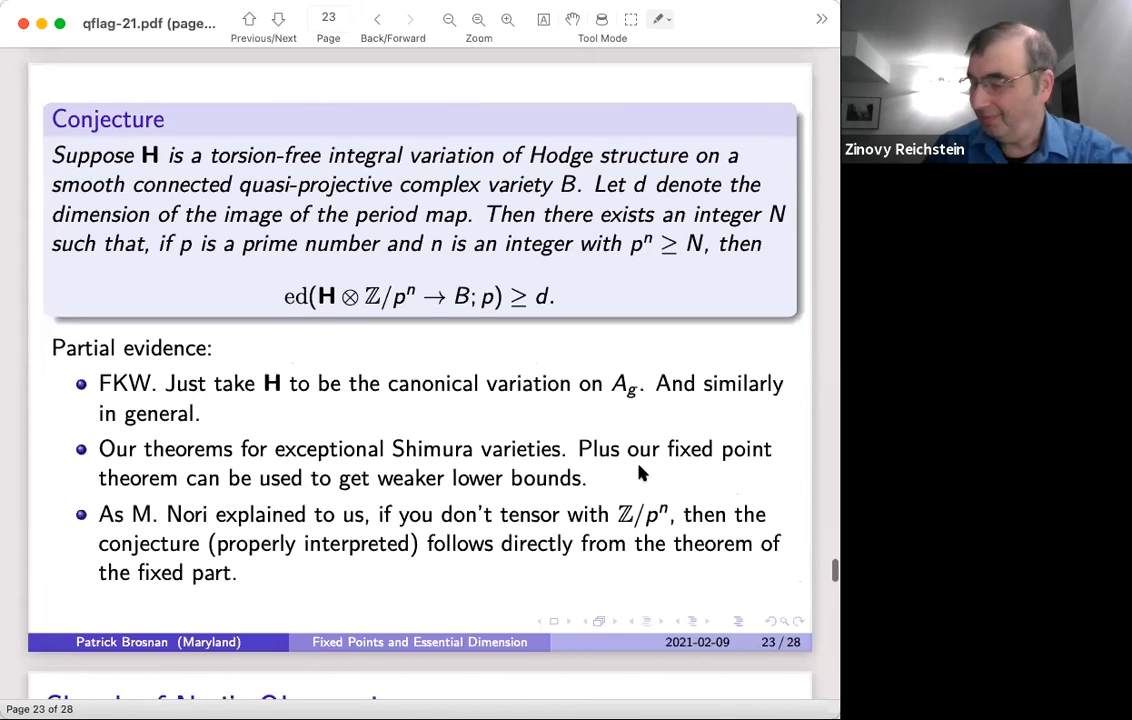 qflag-21.pdf (page...
23
Previous/Next
Page
Back/Forward
Zoom
Tool Mode
Conjecture
Suppose H is a torsion-free integral variation of Hodge structure on a
smooth connected quasi-projective complex variety B. Let d denote the
dimension of the image of the period map. Then there exists an integer N
such that, if p is a prime number and n is an integer with pⁿ ≥ N, then
ed(H ⊗ ℤ/pⁿ → B; p) ≥ d.
Partial evidence:
FKW. Just take H to be the canonical variation on A_g. And similarly
in general.
Our theorems for exceptional Shimura varieties. Plus our fixed point
theorem can be used to get weaker lower bounds.
As M. Nori explained to us, if you don't tensor with ℤ/pⁿ, then the
conjecture (properly interpreted) follows directly from the theorem of
the fixed part.
Patrick Brosnan (Maryland)
Fixed Points and Essential Dimension
2021-02-09
23 / 28
Page 23 of 28
Zinovy Reichstein